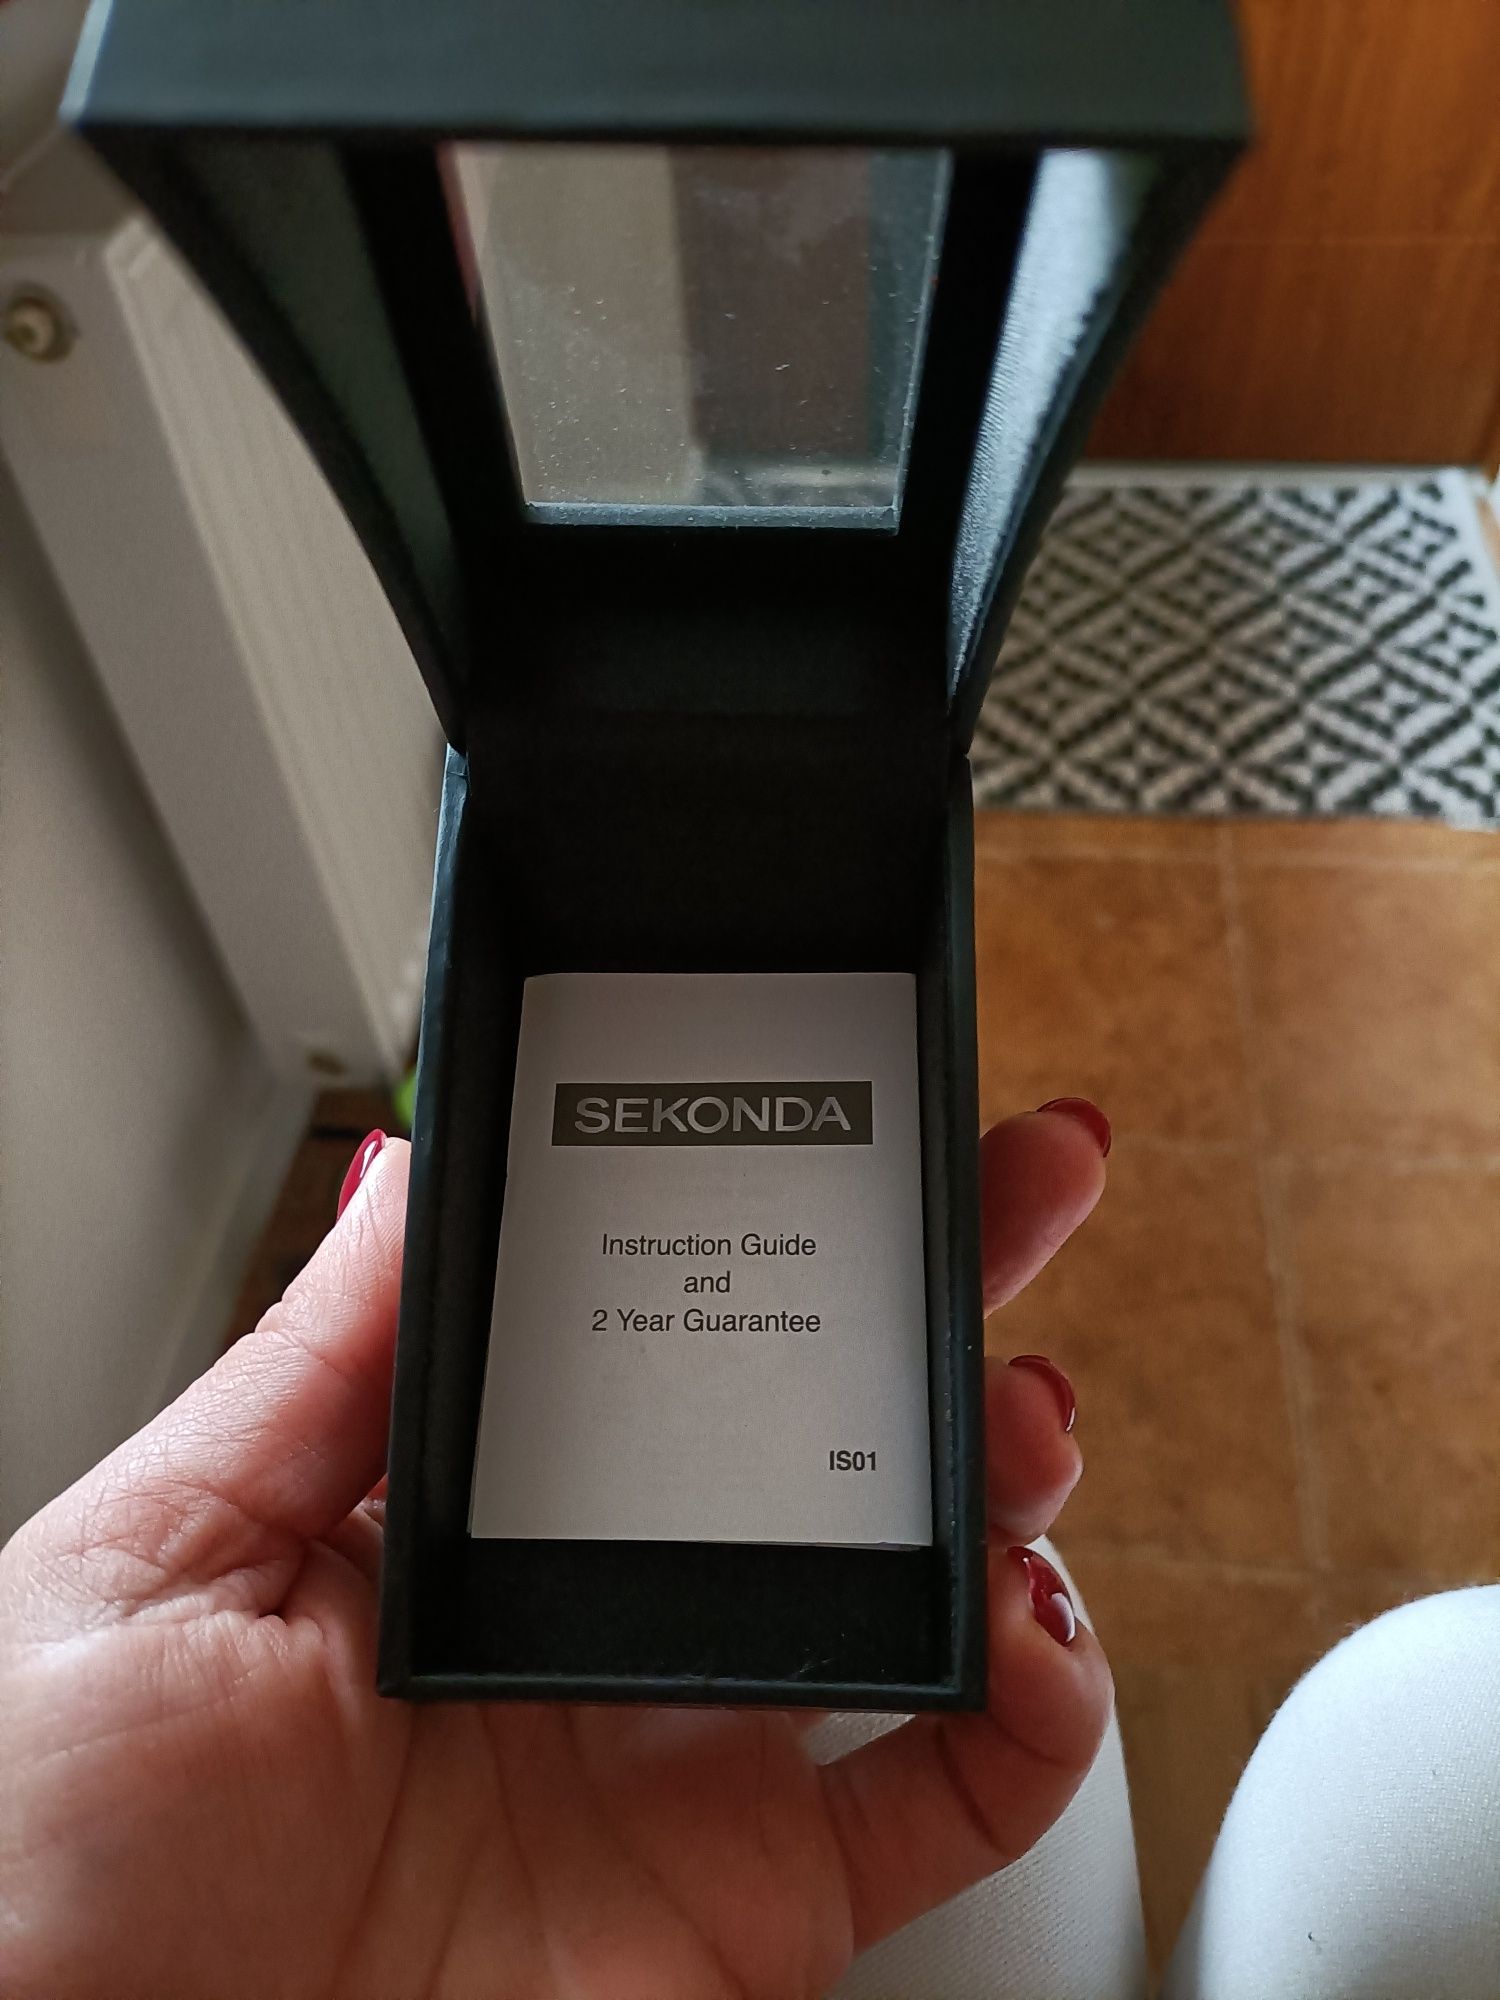 SEKONDA
Instruction Guide
and
2 Year Guarantee
IS01